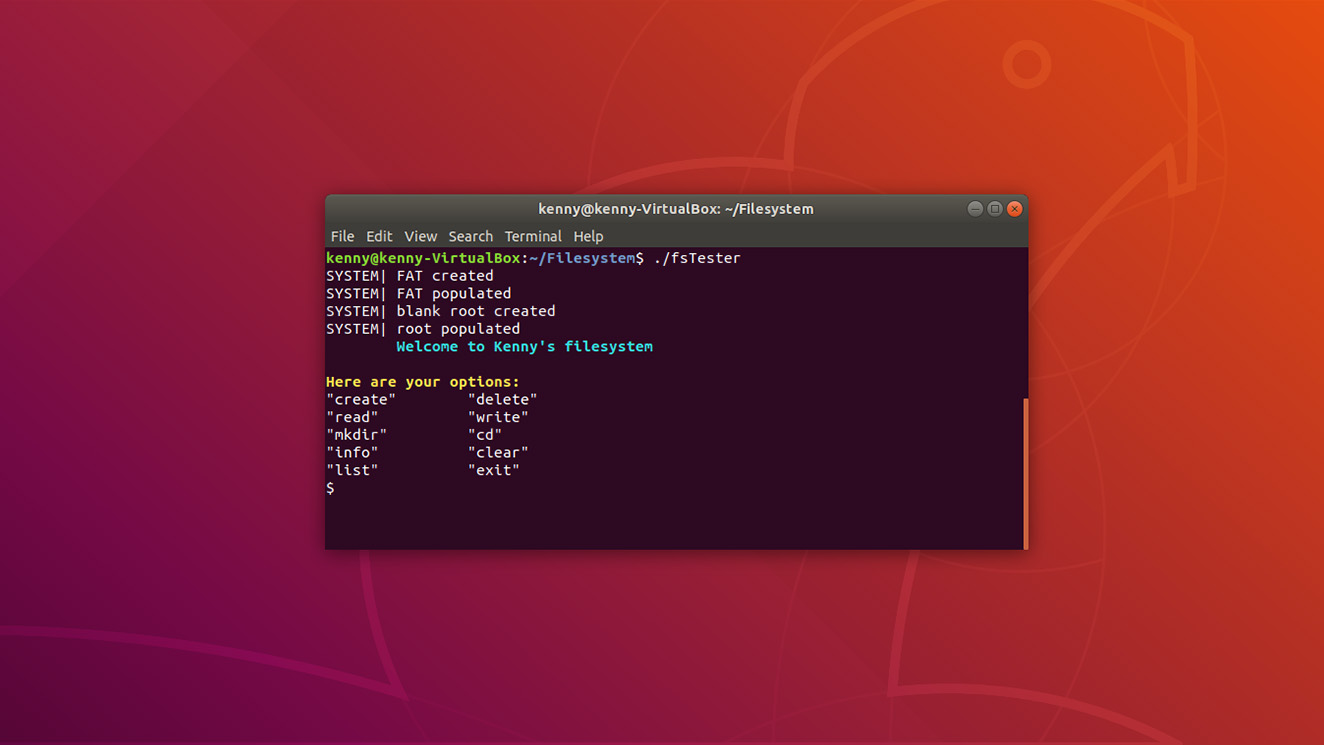 kenny@kenny-VirtualBox: ~/Filesystem
File Edit View Search Terminal Help
kenny@kenny-VirtualBox:~/Filesystem$ ./fsTester
SYSTEM| FAT created
SYSTEM| FAT populated
SYSTEM| blank root created
SYSTEM| root populated
Welcome to Kenny's filesystem
Here are your options:
"create" "delete"
"read" "write"
"mkdir" "cd"
"info" "clear"
"list" "exit"
$